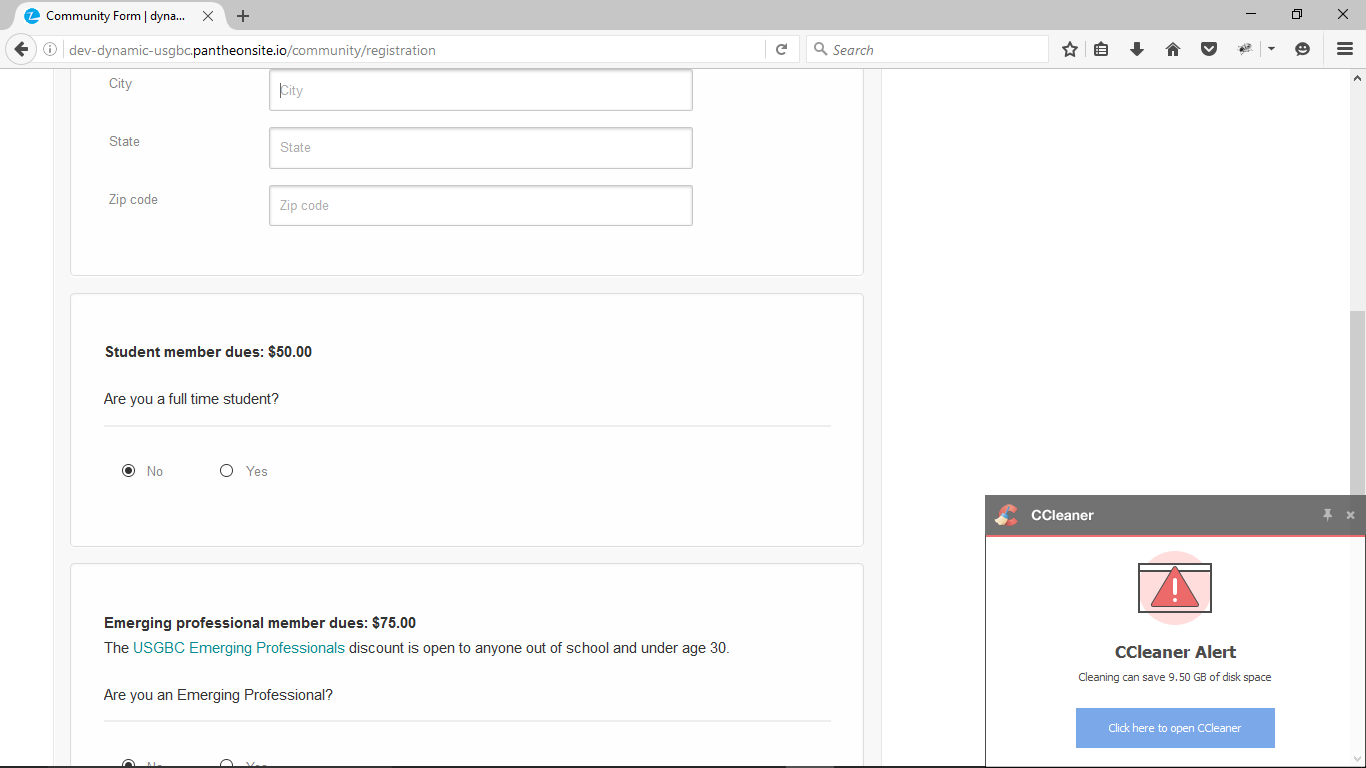 Community Form | dyna...
dev-dynamic-usgbc.pantheonsite.io/community/registration
Search
City
City
State
State
Zip code
Zip code
Student member dues: $50.00
Are you a full time student?
No Yes
Emerging professional member dues: $75.00
The USGBC Emerging Professionals discount is open to anyone out of school and under age 30.
Are you an Emerging Professional?
No Yes
CCleaner
CCleaner Alert
Cleaning can save 9.50 GB of disk space
Click here to open CCleaner